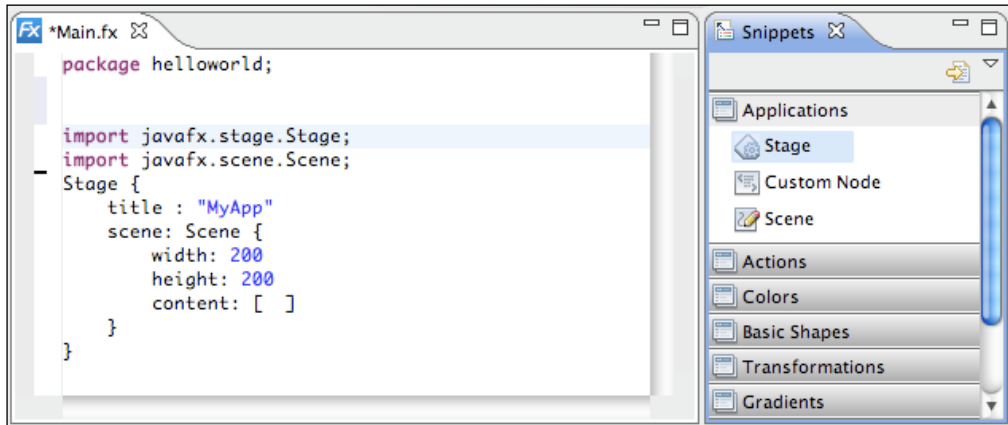 Fx *Main.fx
package helloworld;
import javafx.stage.Stage;
import javafx.scene.Scene;
Stage {
    title : "MyApp"
    scene: Scene {
        width: 200
        height: 200
        content: [  ]
    }
}
Snippets
Applications
Stage
Custom Node
Scene
Actions
Colors
Basic Shapes
Transformations
Gradients